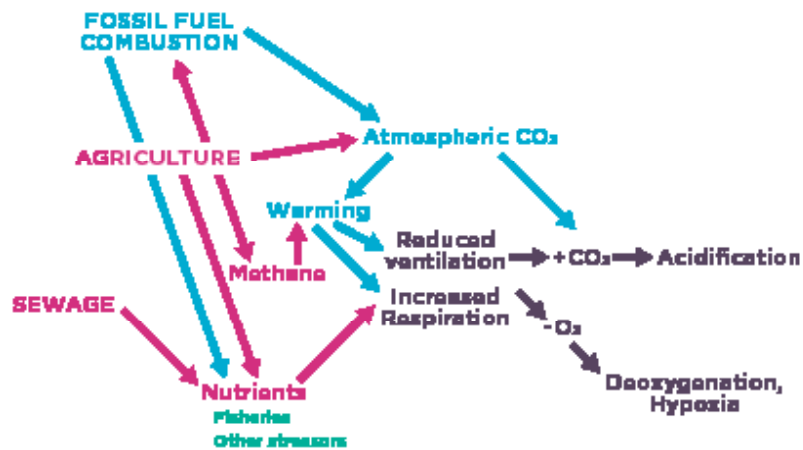 FOSSIL FUEL
COMBUSTION
AGRICULTURE
Atmospheric CO₂
Warming
Reduced
ventilation
+CO₂
Acidification
Methane
Increased
Respiration
SEWAGE
-O₂
Nutrients
Fisheries
Other stressors
Deoxygenation,
Hypoxia